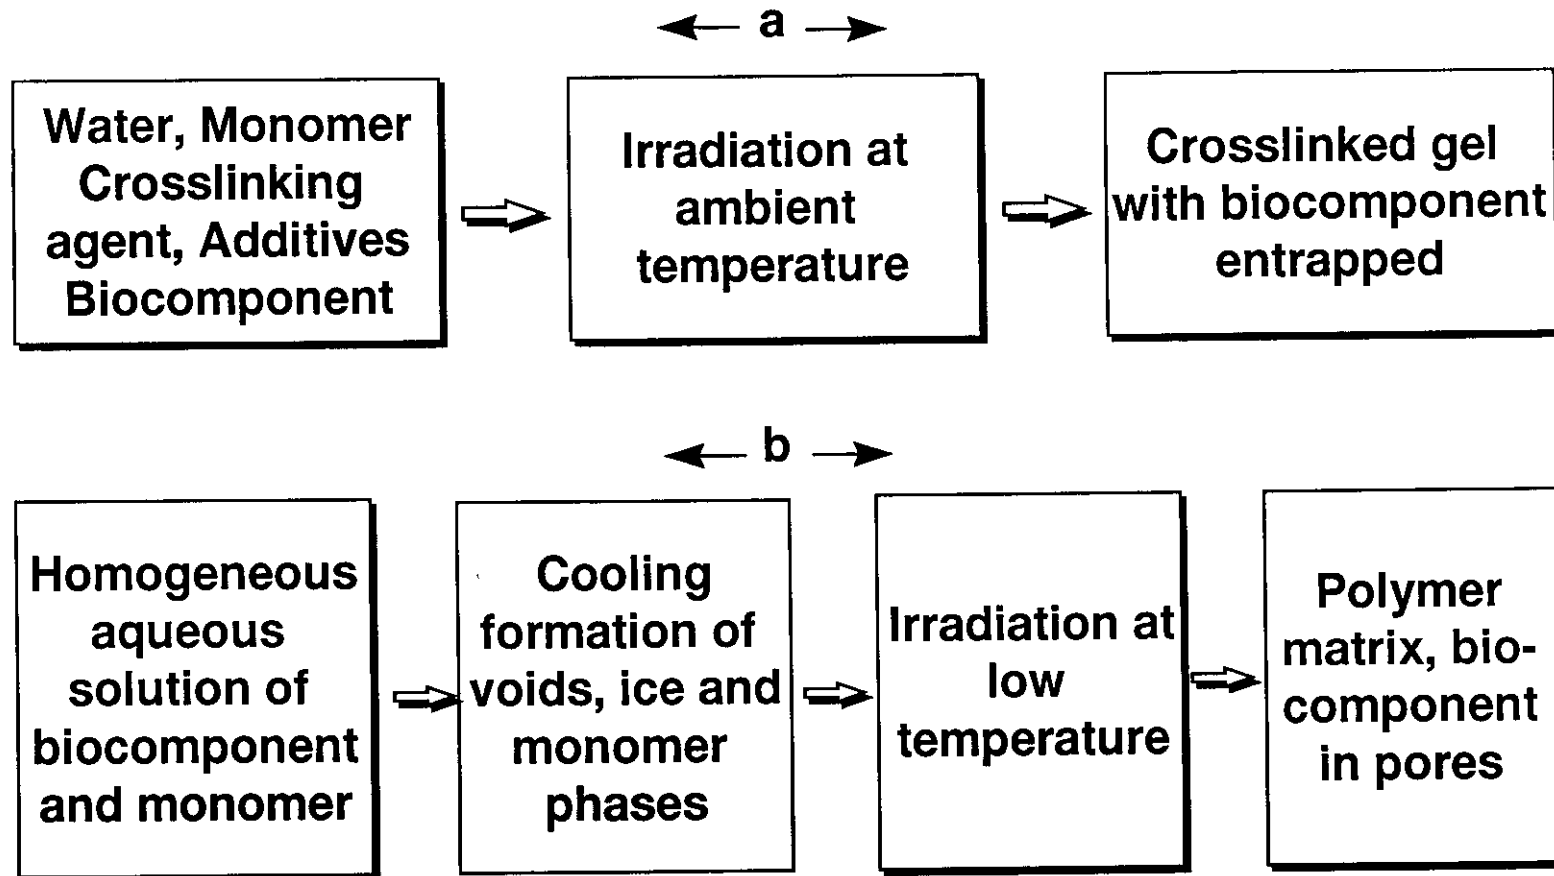 a
Water, Monomer
Crosslinking
agent, Additives
Biocomponent
Irradiation at
ambient
temperature
Crosslinked gel
with biocomponent
entrapped
b
Homogeneous
aqueous
solution of
biocomponent
and monomer
Cooling
formation of
voids, ice and
monomer
phases
Irradiation at
low
temperature
Polymer
matrix, bio-
component
in pores